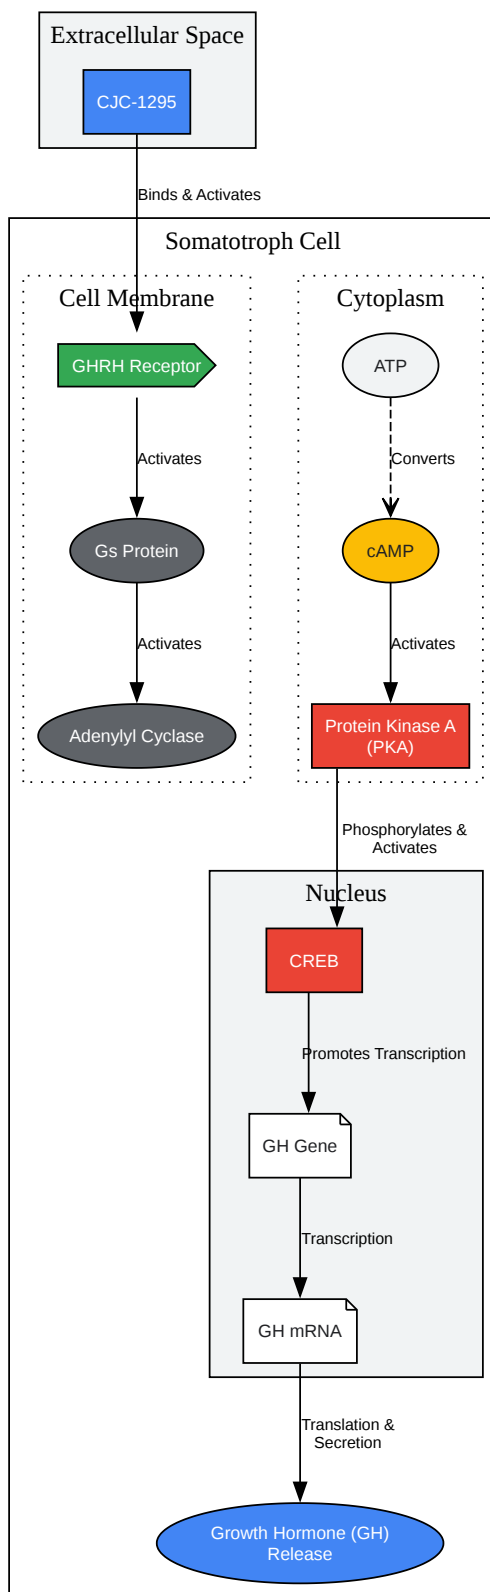 Extracellular Space
CJC-1295
Binds & Activates
Somatotroph Cell
Cell Membrane
GHRH Receptor
Activates
Gs Protein
Activates
Adenylyl Cyclase
Cytoplasm
ATP
Converts
cAMP
Activates
Protein Kinase A
(PKA)
Phosphorylates &
Activates
Nucleus
CREB
Promotes Transcription
GH Gene
Transcription
GH mRNA
Translation &
Secretion
Growth Hormone (GH)
Release